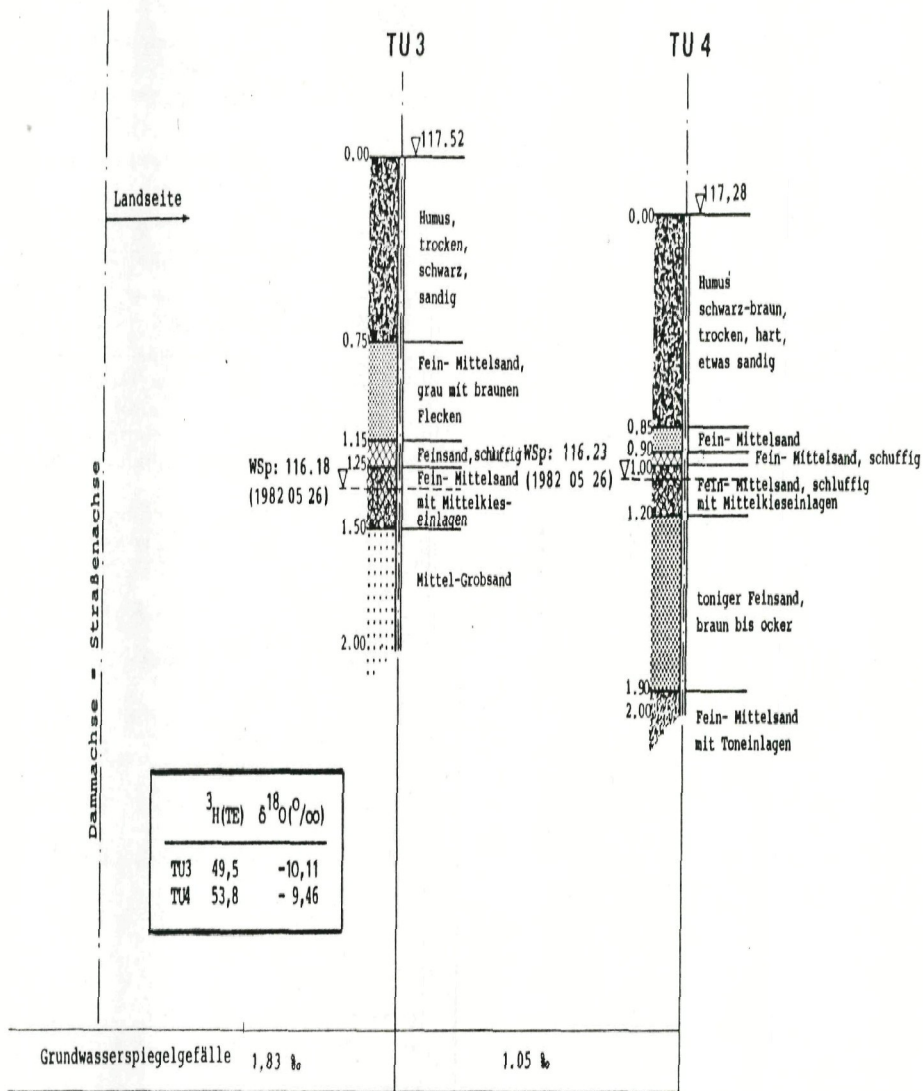 TU 3
TU 4
117.52
0.00
Landseite
117,28
0.00
Humus,
trocken,
schwarz,
sandig
Humus
schwarz-braun,
trocken, hart,
etwas sandig
0.75
Fein- Mittelsand,
grau mit braunen
Flecken
0.85
Fein- Mittelsand
0.90
1.15
Feinsand, schluffig
WSp: 116.23
(1982 05 26)
1.00
Fein- Mittelsand, schuffig
WSp: 116.18
(1982 05 26)
1.25
Fein- Mittelsand
mit Mittelkies-
einlagen
Fein- Mittelsand, schluffig
mit Mittelkieseinlagen
1.20
1.50
Mittel-Grobsand
toniger Feinsand,
braun bis ocker
2.00
1.90
2.00
Fein- Mittelsand
mit Toneinlagen
Dammachse = Straßenachse
³H(TE) δ¹⁸O(⁰/oo)
TU3 49,5 -10,11
TU4 53,8 - 9,46
Grundwasserspiegelgefälle 1,83 ‰ 1.05 ‰